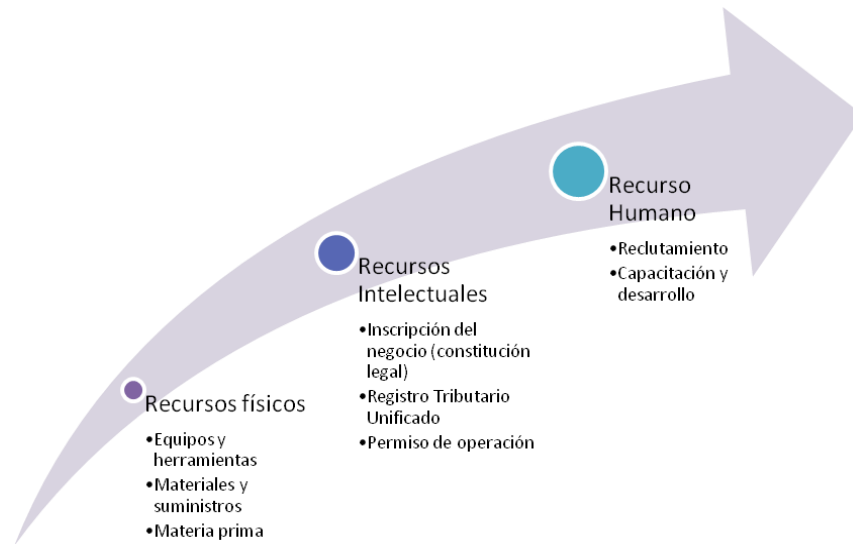 Recursos físicos
•Equipos y
herramientas
•Materiales y
suministros
•Materia prima
Recursos
Intelectuales
•Inscripción del
negocio (constitución
legal)
•Registro Tributario
Unificado
•Permiso de operación
Recurso
Humano
•Reclutamiento
•Capacitación y
desarrollo